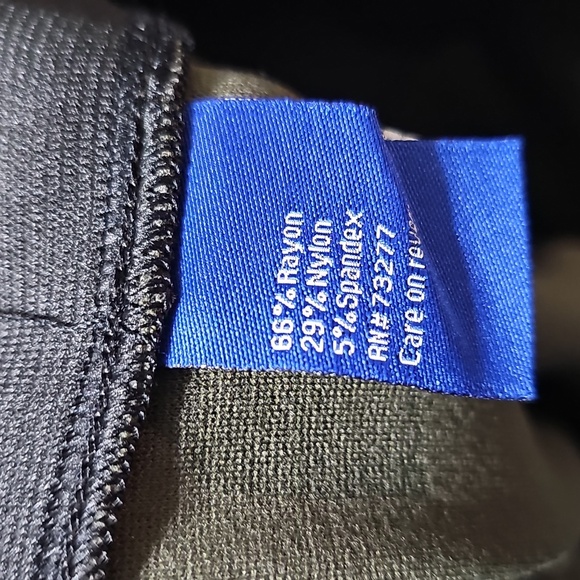 66% Rayon
29% Nylon
5% Spandex
RN# 73277
Care on